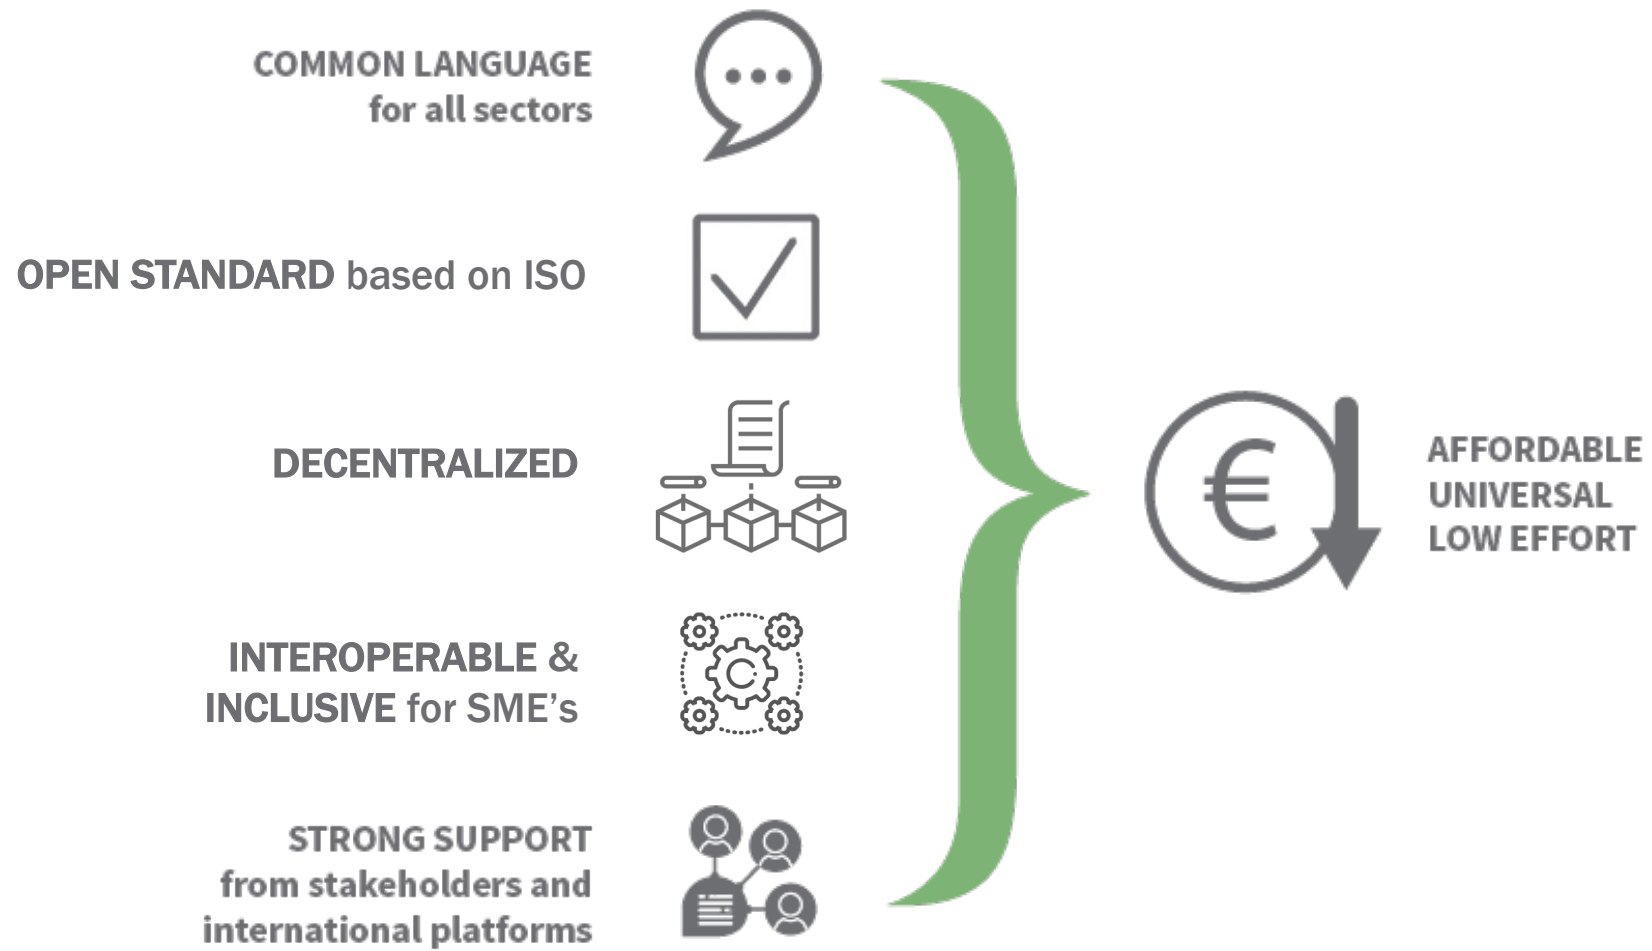 COMMON LANGUAGE
for all sectors
OPEN STANDARD based on ISO
DECENTRALIZED
INTEROPERABLE &
INCLUSIVE for SME’s
STRONG SUPPORT
from stakeholders and
international platforms
€
AFFORDABLE
UNIVERSAL
LOW EFFORT